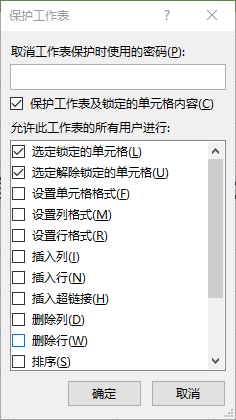 保护工作表
取消工作表保护时使用的密码(P):
保护工作表及锁定的单元格内容(C)
允许此工作表的所有用户进行:
选定锁定的单元格(L)
选定解除锁定的单元格(U)
设置单元格格式(F)
设置列格式(M)
设置行格式(R)
插入列(I)
插入行(N)
插入超链接(H)
删除列(D)
删除行(W)
排序(S)
确定 取消